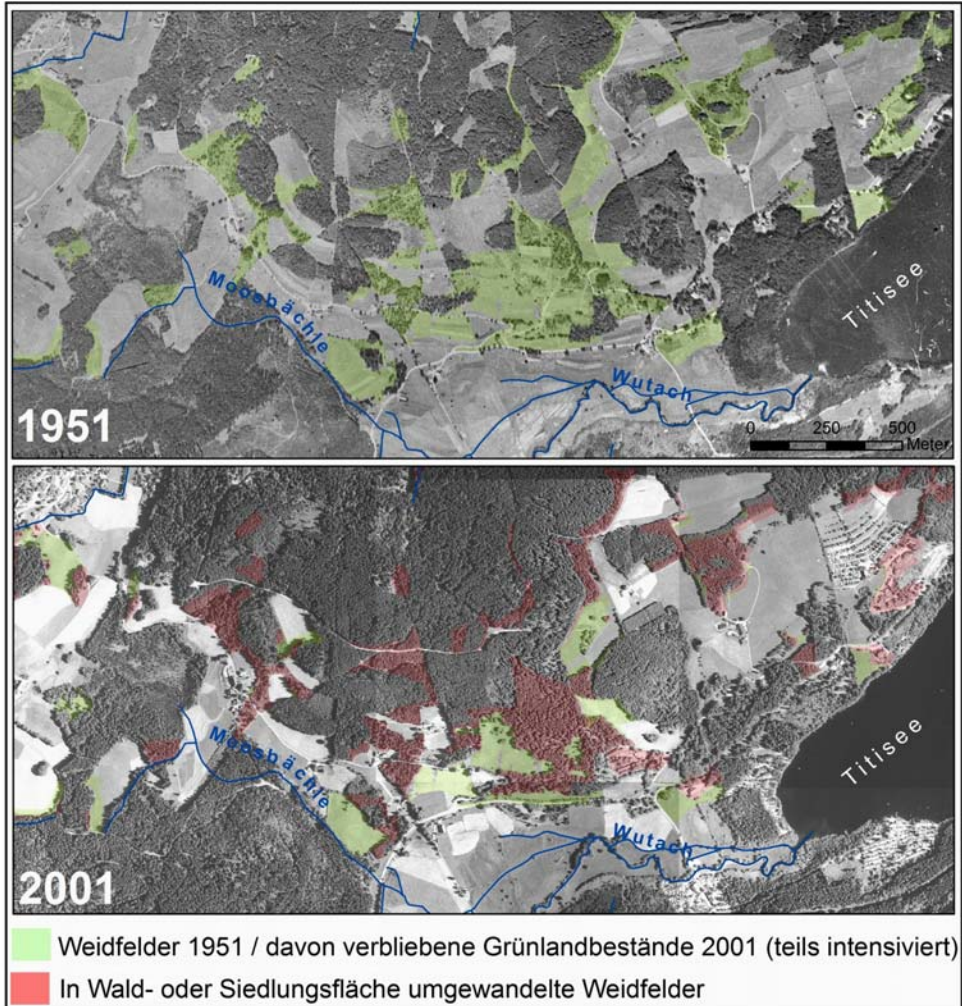 Moosbächle
Wutach
Titisee
1951
0 250 500
Meter
Moosbächle
Wutach
Titisee
2001
Weidfelder 1951 / davon verbliebene Grünlandbestände 2001 (teils intensiviert)
In Wald- oder Siedlungsfläche umgewandelte Weidfelder